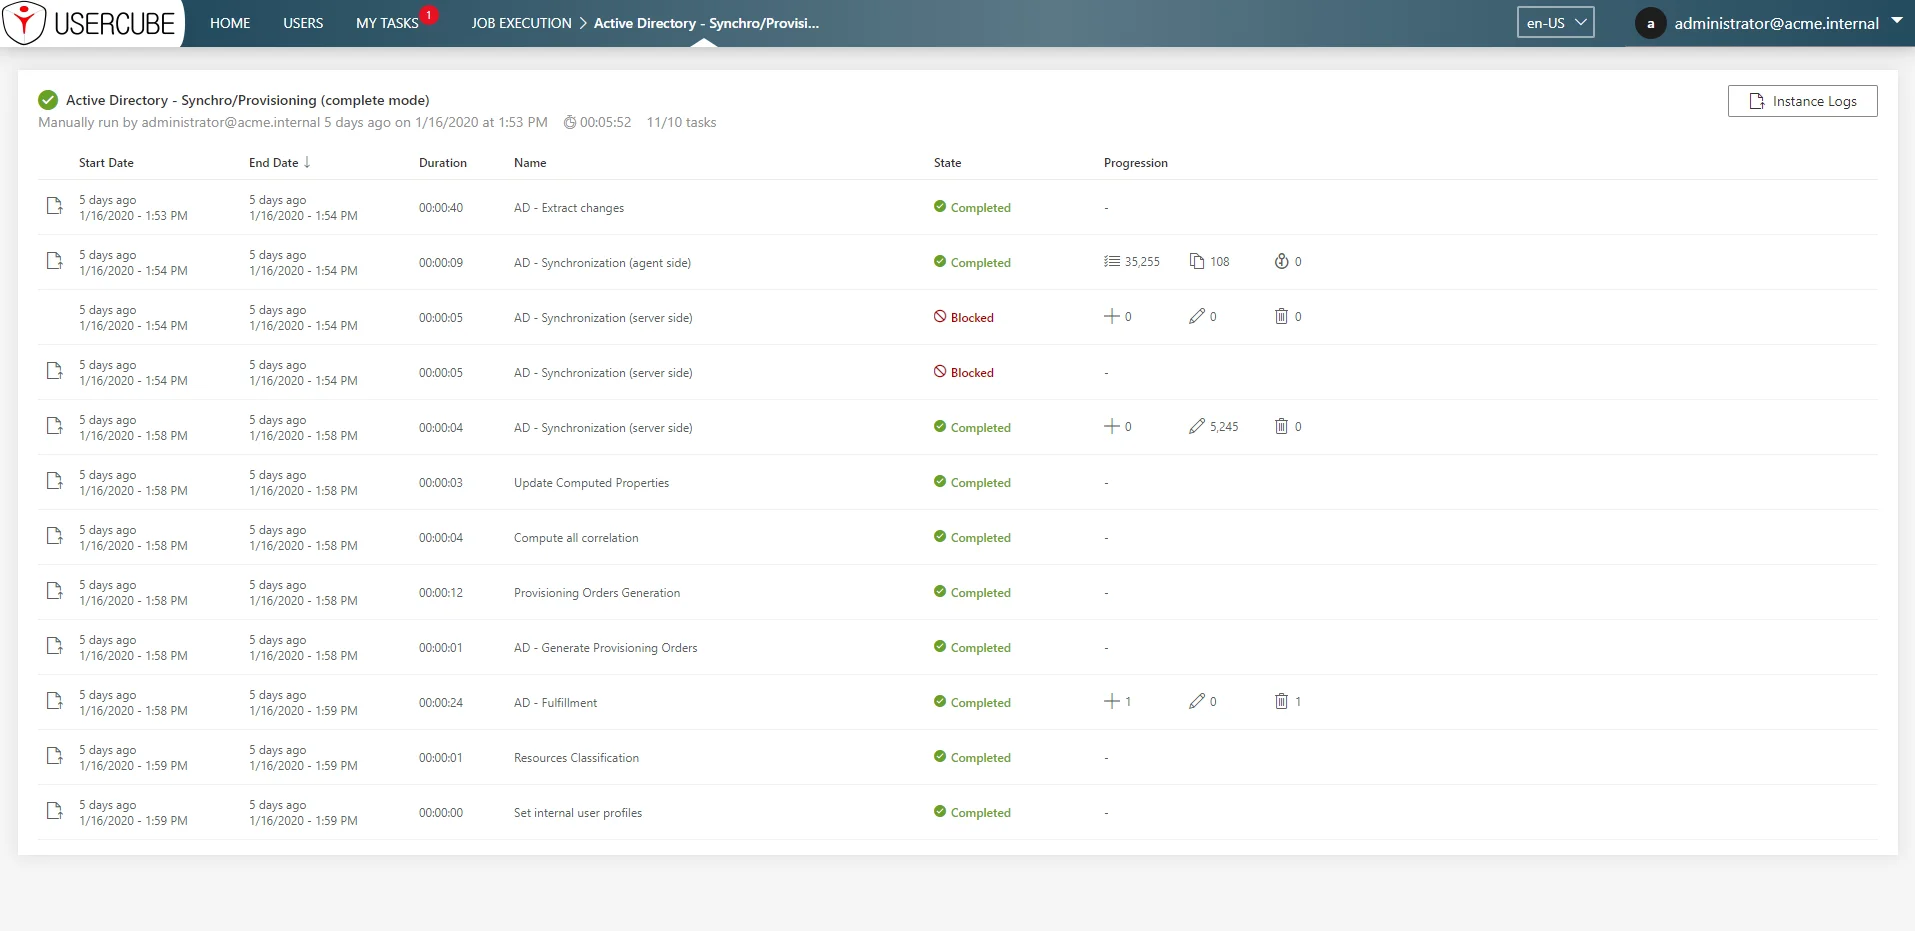 USERCUBE HOME USERS MY TASKS 1 JOB EXECUTION > Active Directory - Synchro/Provisi... en-US a administrator@acme.internal
Active Directory - Synchro/Provisioning (complete mode) Instance Logs
Manually run by administrator@acme.internal 5 days ago on 1/16/2020 at 1:53 PM 00:05:52 11/10 tasks
Start Date End Date ↓ Duration Name State Progression
5 days ago 5 days ago
1/16/2020 - 1:53 PM 1/16/2020 - 1:54 PM 00:00:40 AD - Extract changes Completed -
5 days ago 5 days ago
1/16/2020 - 1:54 PM 1/16/2020 - 1:54 PM 00:00:09 AD - Synchronization (agent side) Completed 35,255 108 0
5 days ago 5 days ago
1/16/2020 - 1:54 PM 1/16/2020 - 1:54 PM 00:00:05 AD - Synchronization (server side) Blocked 0 0 0
5 days ago 5 days ago
1/16/2020 - 1:54 PM 1/16/2020 - 1:54 PM 00:00:05 AD - Synchronization (server side) Blocked -
5 days ago 5 days ago
1/16/2020 - 1:58 PM 1/16/2020 - 1:58 PM 00:00:04 AD - Synchronization (server side) Completed 0 5,245 0
5 days ago 5 days ago
1/16/2020 - 1:58 PM 1/16/2020 - 1:58 PM 00:00:03 Update Computed Properties Completed -
5 days ago 5 days ago
1/16/2020 - 1:58 PM 1/16/2020 - 1:58 PM 00:00:04 Compute all correlation Completed -
5 days ago 5 days ago
1/16/2020 - 1:58 PM 1/16/2020 - 1:58 PM 00:00:12 Provisioning Orders Generation Completed -
5 days ago 5 days ago
1/16/2020 - 1:58 PM 1/16/2020 - 1:58 PM 00:00:01 AD - Generate Provisioning Orders Completed -
5 days ago 5 days ago
1/16/2020 - 1:58 PM 1/16/2020 - 1:59 PM 00:00:24 AD - Fulfillment Completed 1 0 1
5 days ago 5 days ago
1/16/2020 - 1:59 PM 1/16/2020 - 1:59 PM 00:00:01 Resources Classification Completed -
5 days ago 5 days ago
1/16/2020 - 1:59 PM 1/16/2020 - 1:59 PM 00:00:00 Set internal user profiles Completed -